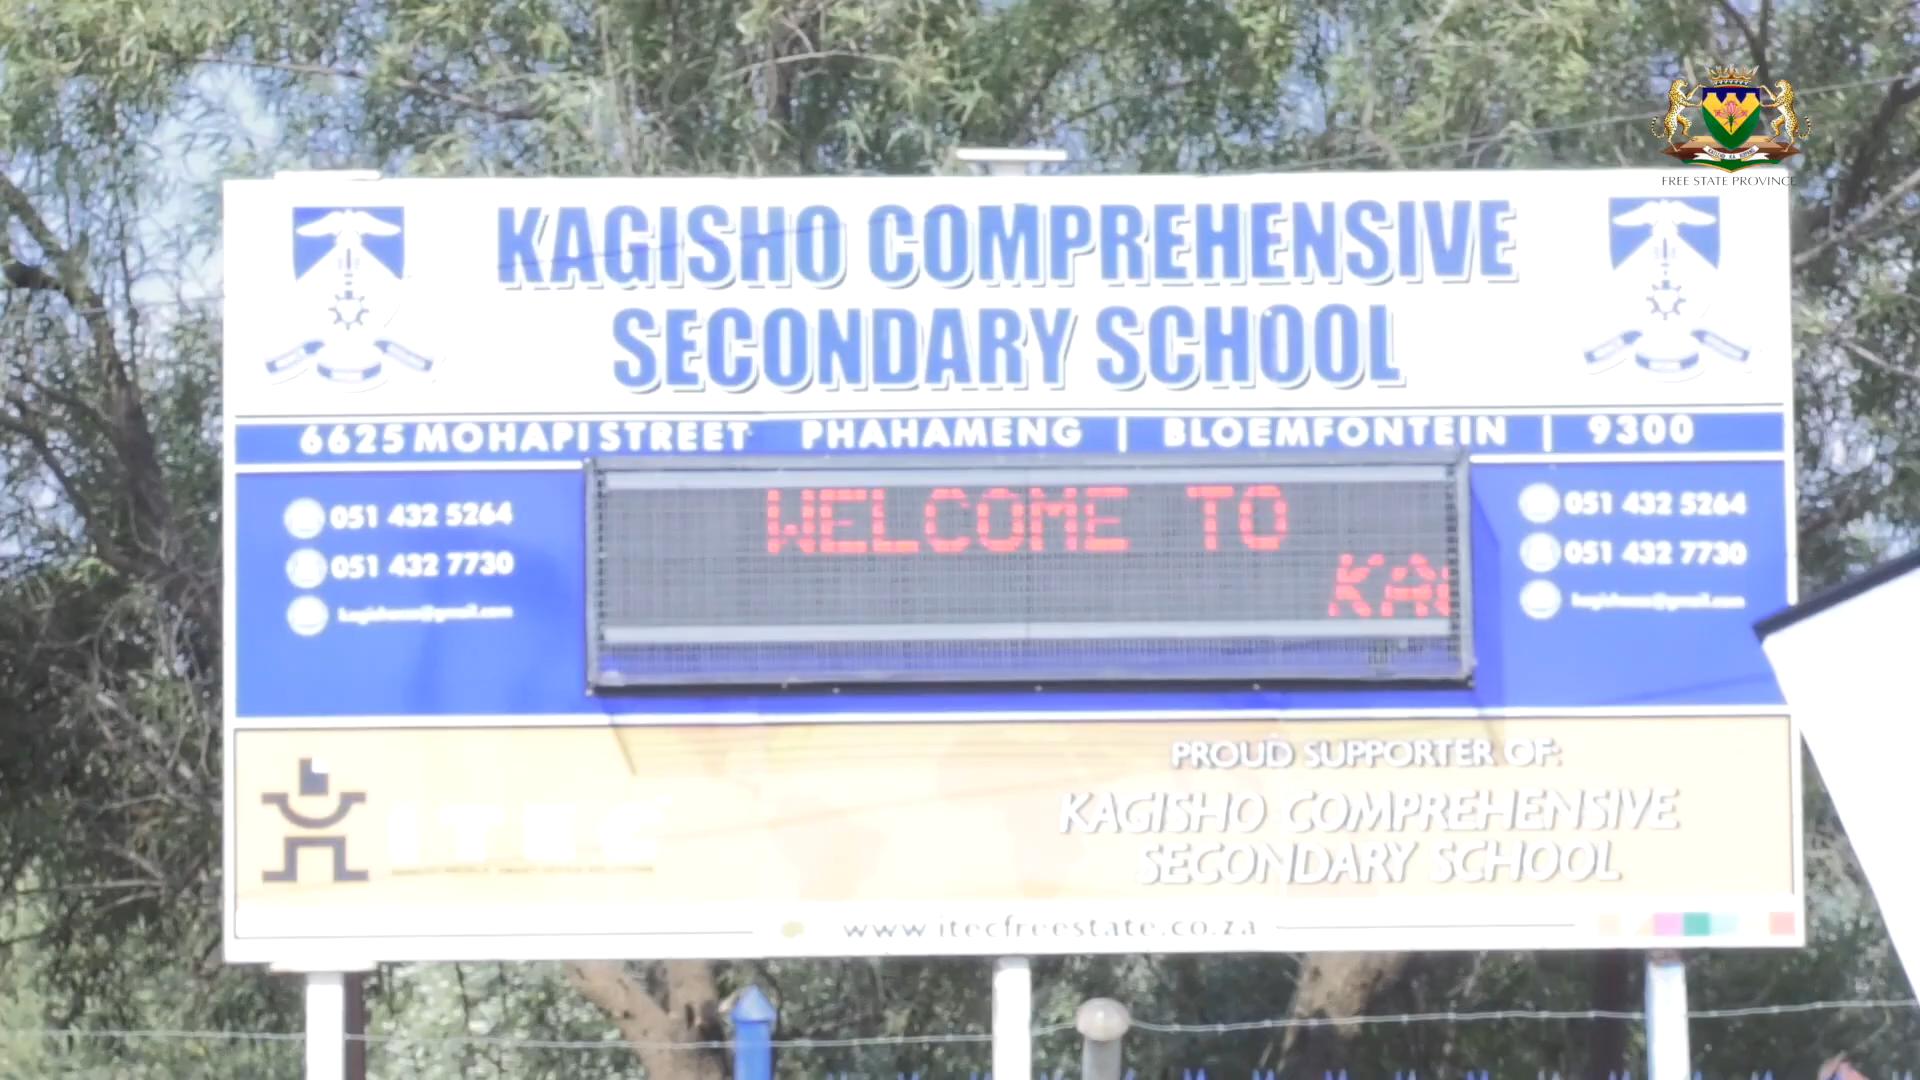 FREE STATE PROVINCE
KAGISHO COMPREHENSIVE
SECONDARY SCHOOL
6625 MOHAPI STREET PHAHAMENG | BLOEMFONTEIN | 9300
051 432 5264
051 432 7730
WELCOME TO
KAG
051 432 5264
051 432 7730
ITEC
PROUD SUPPORTER OF:
KAGISHO COMPREHENSIVE
SECONDARY SCHOOL
www.itecfreestate.co.za